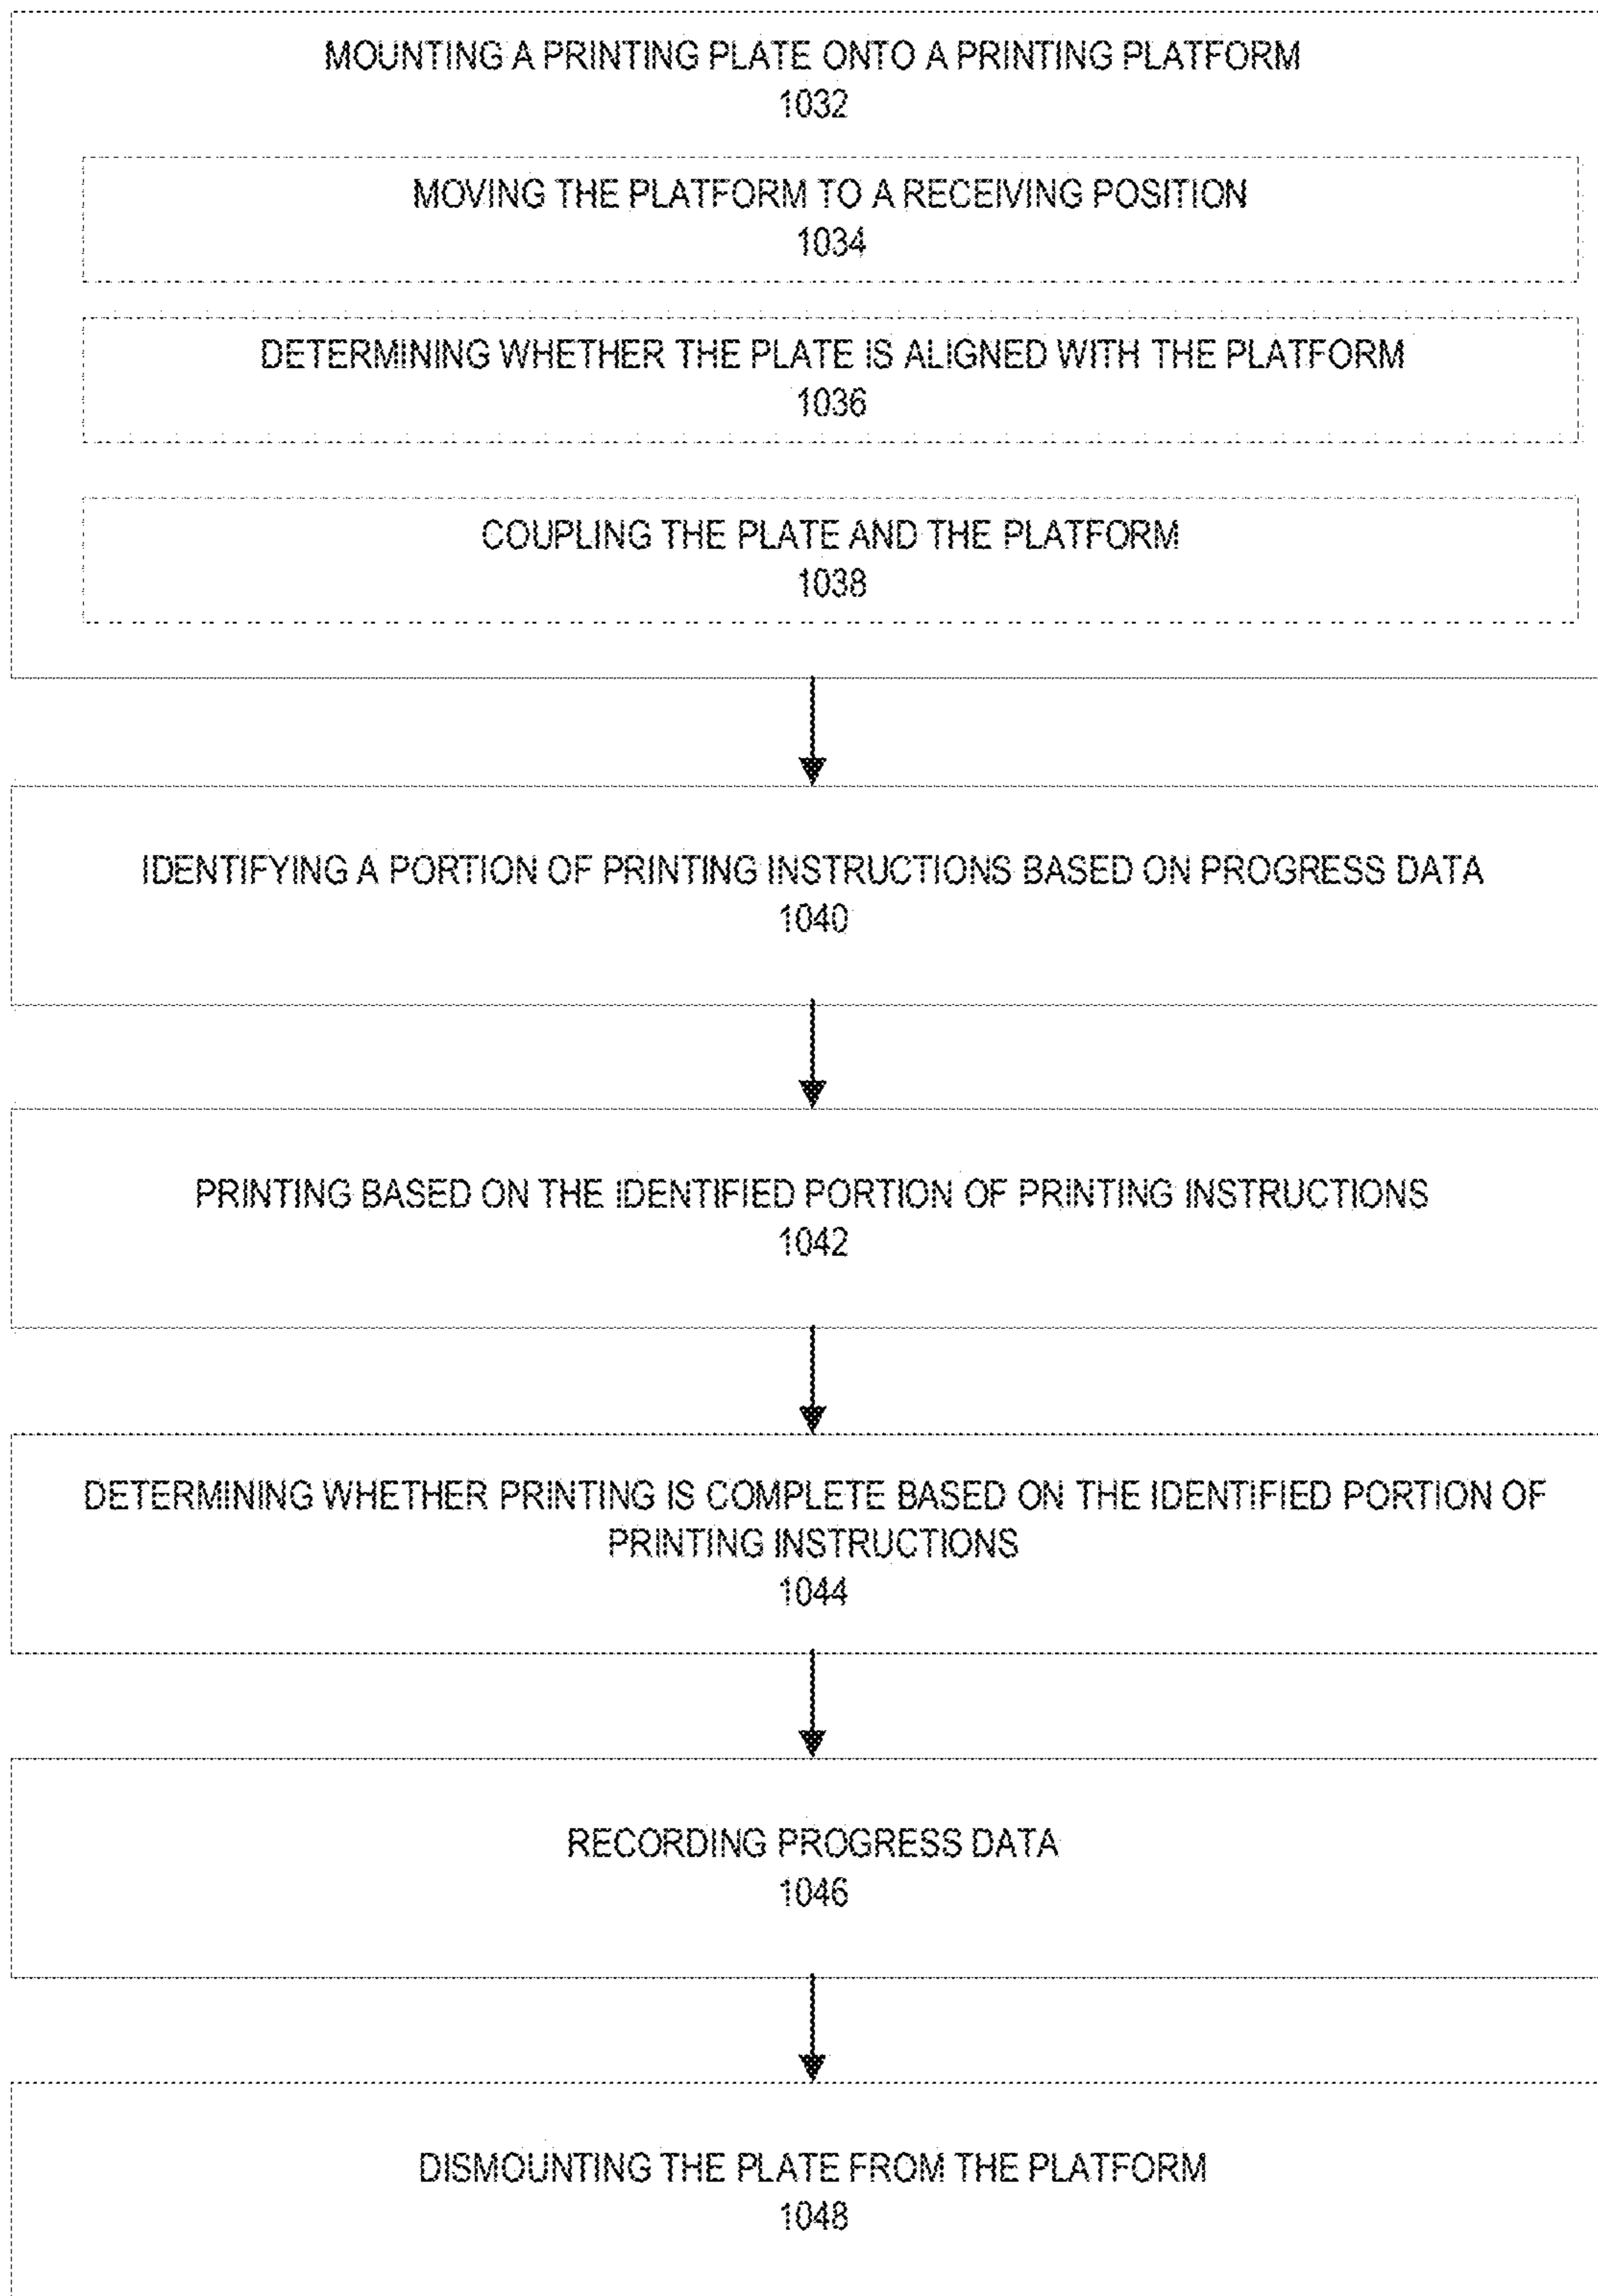 MOUNTING A PRINTING PLATE ONTO A PRINTING PLATFORM
1032
MOVING THE PLATFORM TO A RECEIVING POSITION
1034
DETERMINING WHETHER THE PLATE IS ALIGNED WITH THE PLATFORM
1036
COUPLING THE PLATE AND THE PLATFORM
1038
IDENTIFYING A PORTION OF PRINTING INSTRUCTIONS BASED ON PROGRESS DATA
1040
PRINTING BASED ON THE IDENTIFIED PORTION OF PRINTING INSTRUCTIONS
1042
DETERMINING WHETHER PRINTING IS COMPLETE BASED ON THE IDENTIFIED PORTION OF
PRINTING INSTRUCTIONS
1044
RECORDING PROGRESS DATA
1046
DISMOUNTING THE PLATE FROM THE PLATFORM
1048